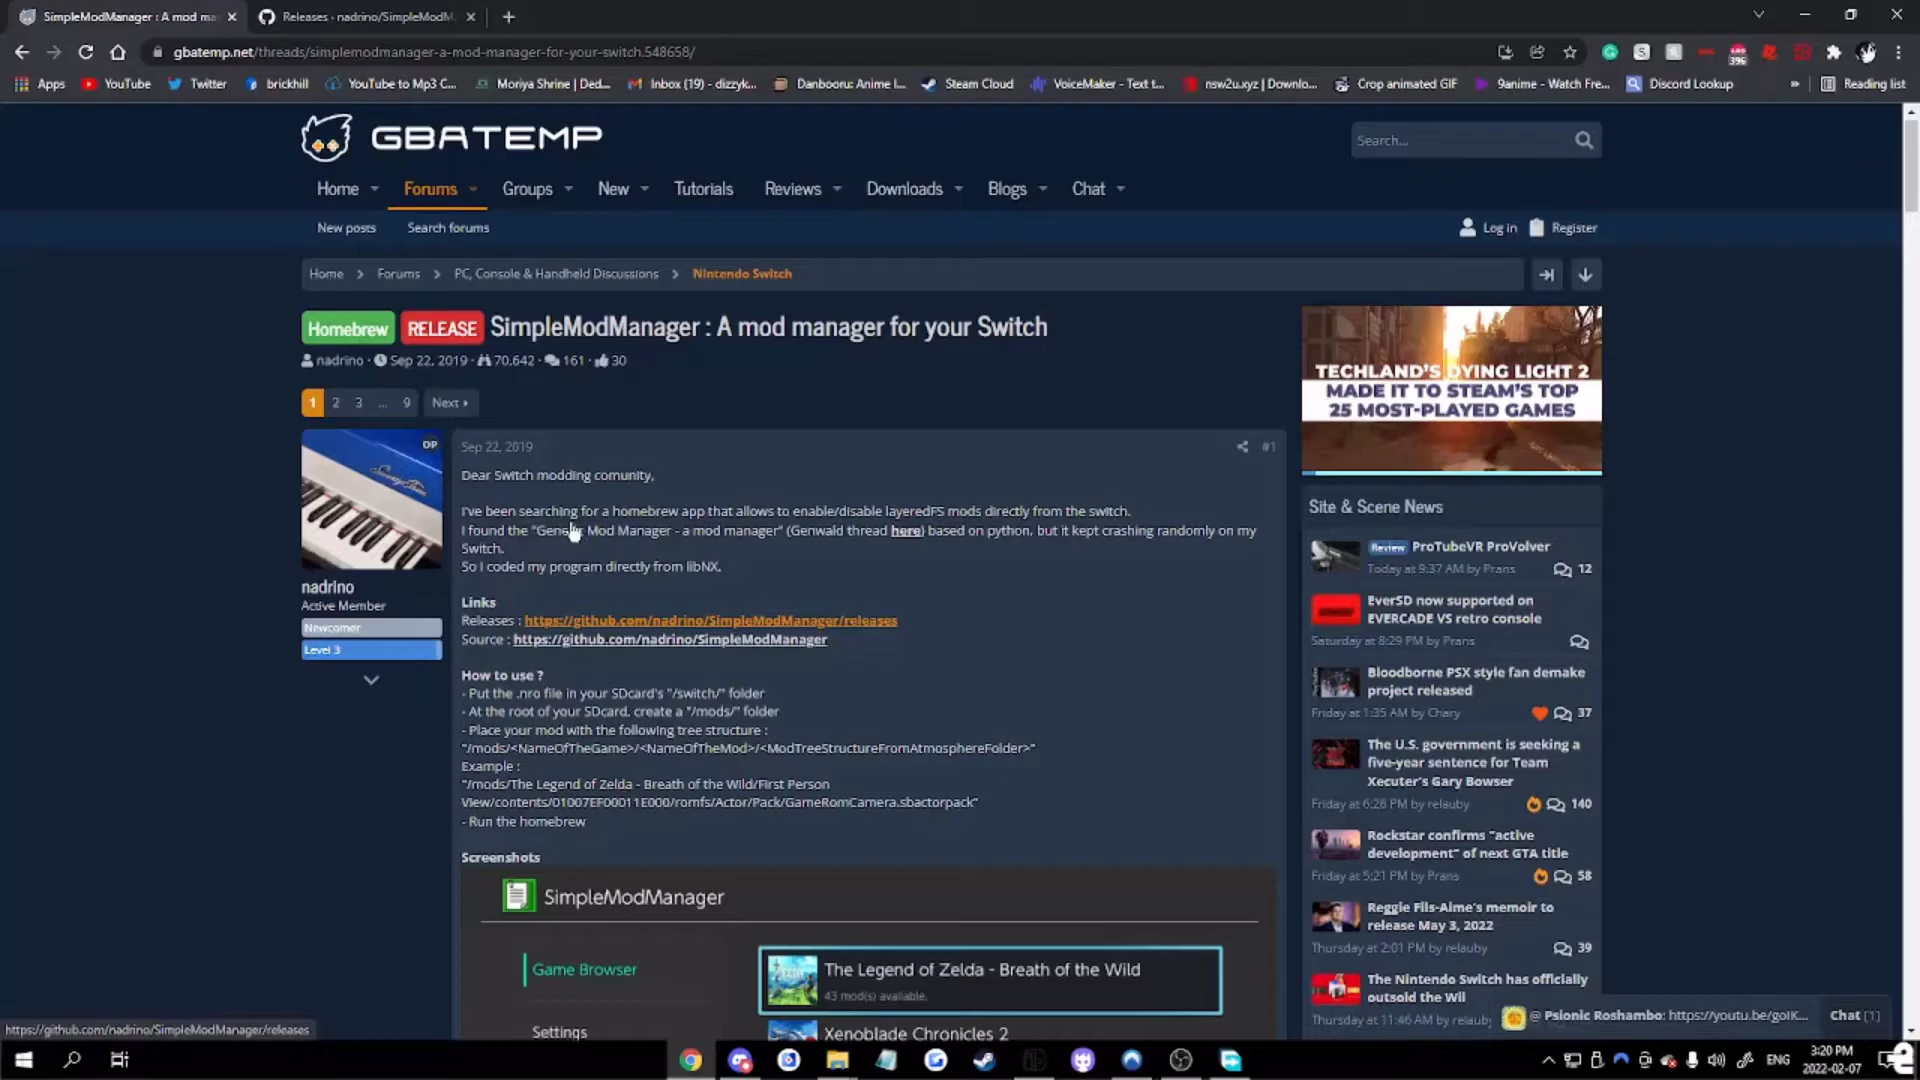 SimpleModManager : A mod ma
Releases · nadrino/SimpleModM
gbatemp.net/threads/simplemodmanager-a-mod-manager-for-your-switch.548658/
396
Apps YouTube Twitter brickhill YouTube to Mp3 C... Moriya Shrine | Ded... Inbox (19) - dizzyk... Danbooru: Anime I... Steam Cloud VoiceMaker - Text t... nsw2u.xyz | Downlo... Crop animated GIF 9anime - Watch Fre... Discord Lookup » Reading list
GBATEMP
Search...
Home Forums Groups New Tutorials Reviews Downloads Blogs Chat
New posts Search forums
Log in Register
Home > Forums > PC, Console & Handheld Discussions > Nintendo Switch
Homebrew RELEASE SimpleModManager : A mod manager for your Switch
nadrino · Sep 22, 2019 · 70,642 · 161 · 30
1 2 3 ... 9 Next
OP
nadrino
Active Member
Newcomer
Level 3
Sep 22, 2019
#1
Dear Switch modding comunity,
I've been searching for a homebrew app that allows to enable/disable layeredFS mods directly from the switch.
I found the "Generic Mod Manager - a mod manager" (Genwald thread here) based on python, but it kept crashing randomly on my
Switch.
So I coded my program directly from libNX.
Links
Releases : https://github.com/nadrino/SimpleModManager/releases
Source : https://github.com/nadrino/SimpleModManager
How to use ?
- Put the .nro file in your SDcard's "/switch/" folder
- At the root of your SDcard, create a "/mods/" folder
- Place your mod with the following tree structure :
"/mods/<NameOfTheGame>/<NameOfTheMod>/<ModTreeStructureFromAtmosphereFolder>"
Example :
"/mods/The Legend of Zelda - Breath of the Wild/First Person
View/contents/01007EF00011E000/romfs/Actor/Pack/GameRomCamera.sbactorpack"
- Run the homebrew
Screenshots
SimpleModManager
Game Browser
Settings
The Legend of Zelda - Breath of the Wild
43 mod(s) available.
Xenoblade Chronicles 2
TECHLAND'S DYING LIGHT 2
MADE IT TO STEAM'S TOP
25 MOST-PLAYED GAMES
Site & Scene News
Review ProTubeVR ProVolver
Today at 9:37 AM by Prans 12
EverSD now supported on
EVERCADE VS retro console
Saturday at 8:29 PM by Prans
Bloodborne PSX style fan demake
project released
Friday at 1:35 AM by Chary 37
The U.S. government is seeking a
five-year sentence for Team
Xecuter's Gary Bowser
Friday at 6:26 PM by relauby 140
Rockstar confirms "active
development" of next GTA title
Friday at 5:21 PM by Prans 58
Reggie Fils-Aime's memoir to
release May 3, 2022
Thursday at 2:01 PM by relauby 39
The Nintendo Switch has officially
outsold the Wii
Thursday at 11:46 AM by relauby
@ Psionic Roshambo: https://youtu.be/goIK... Chat (1)
https://github.com/nadrino/SimpleModManager/releases
ENG
3:20 PM
2022-02-07